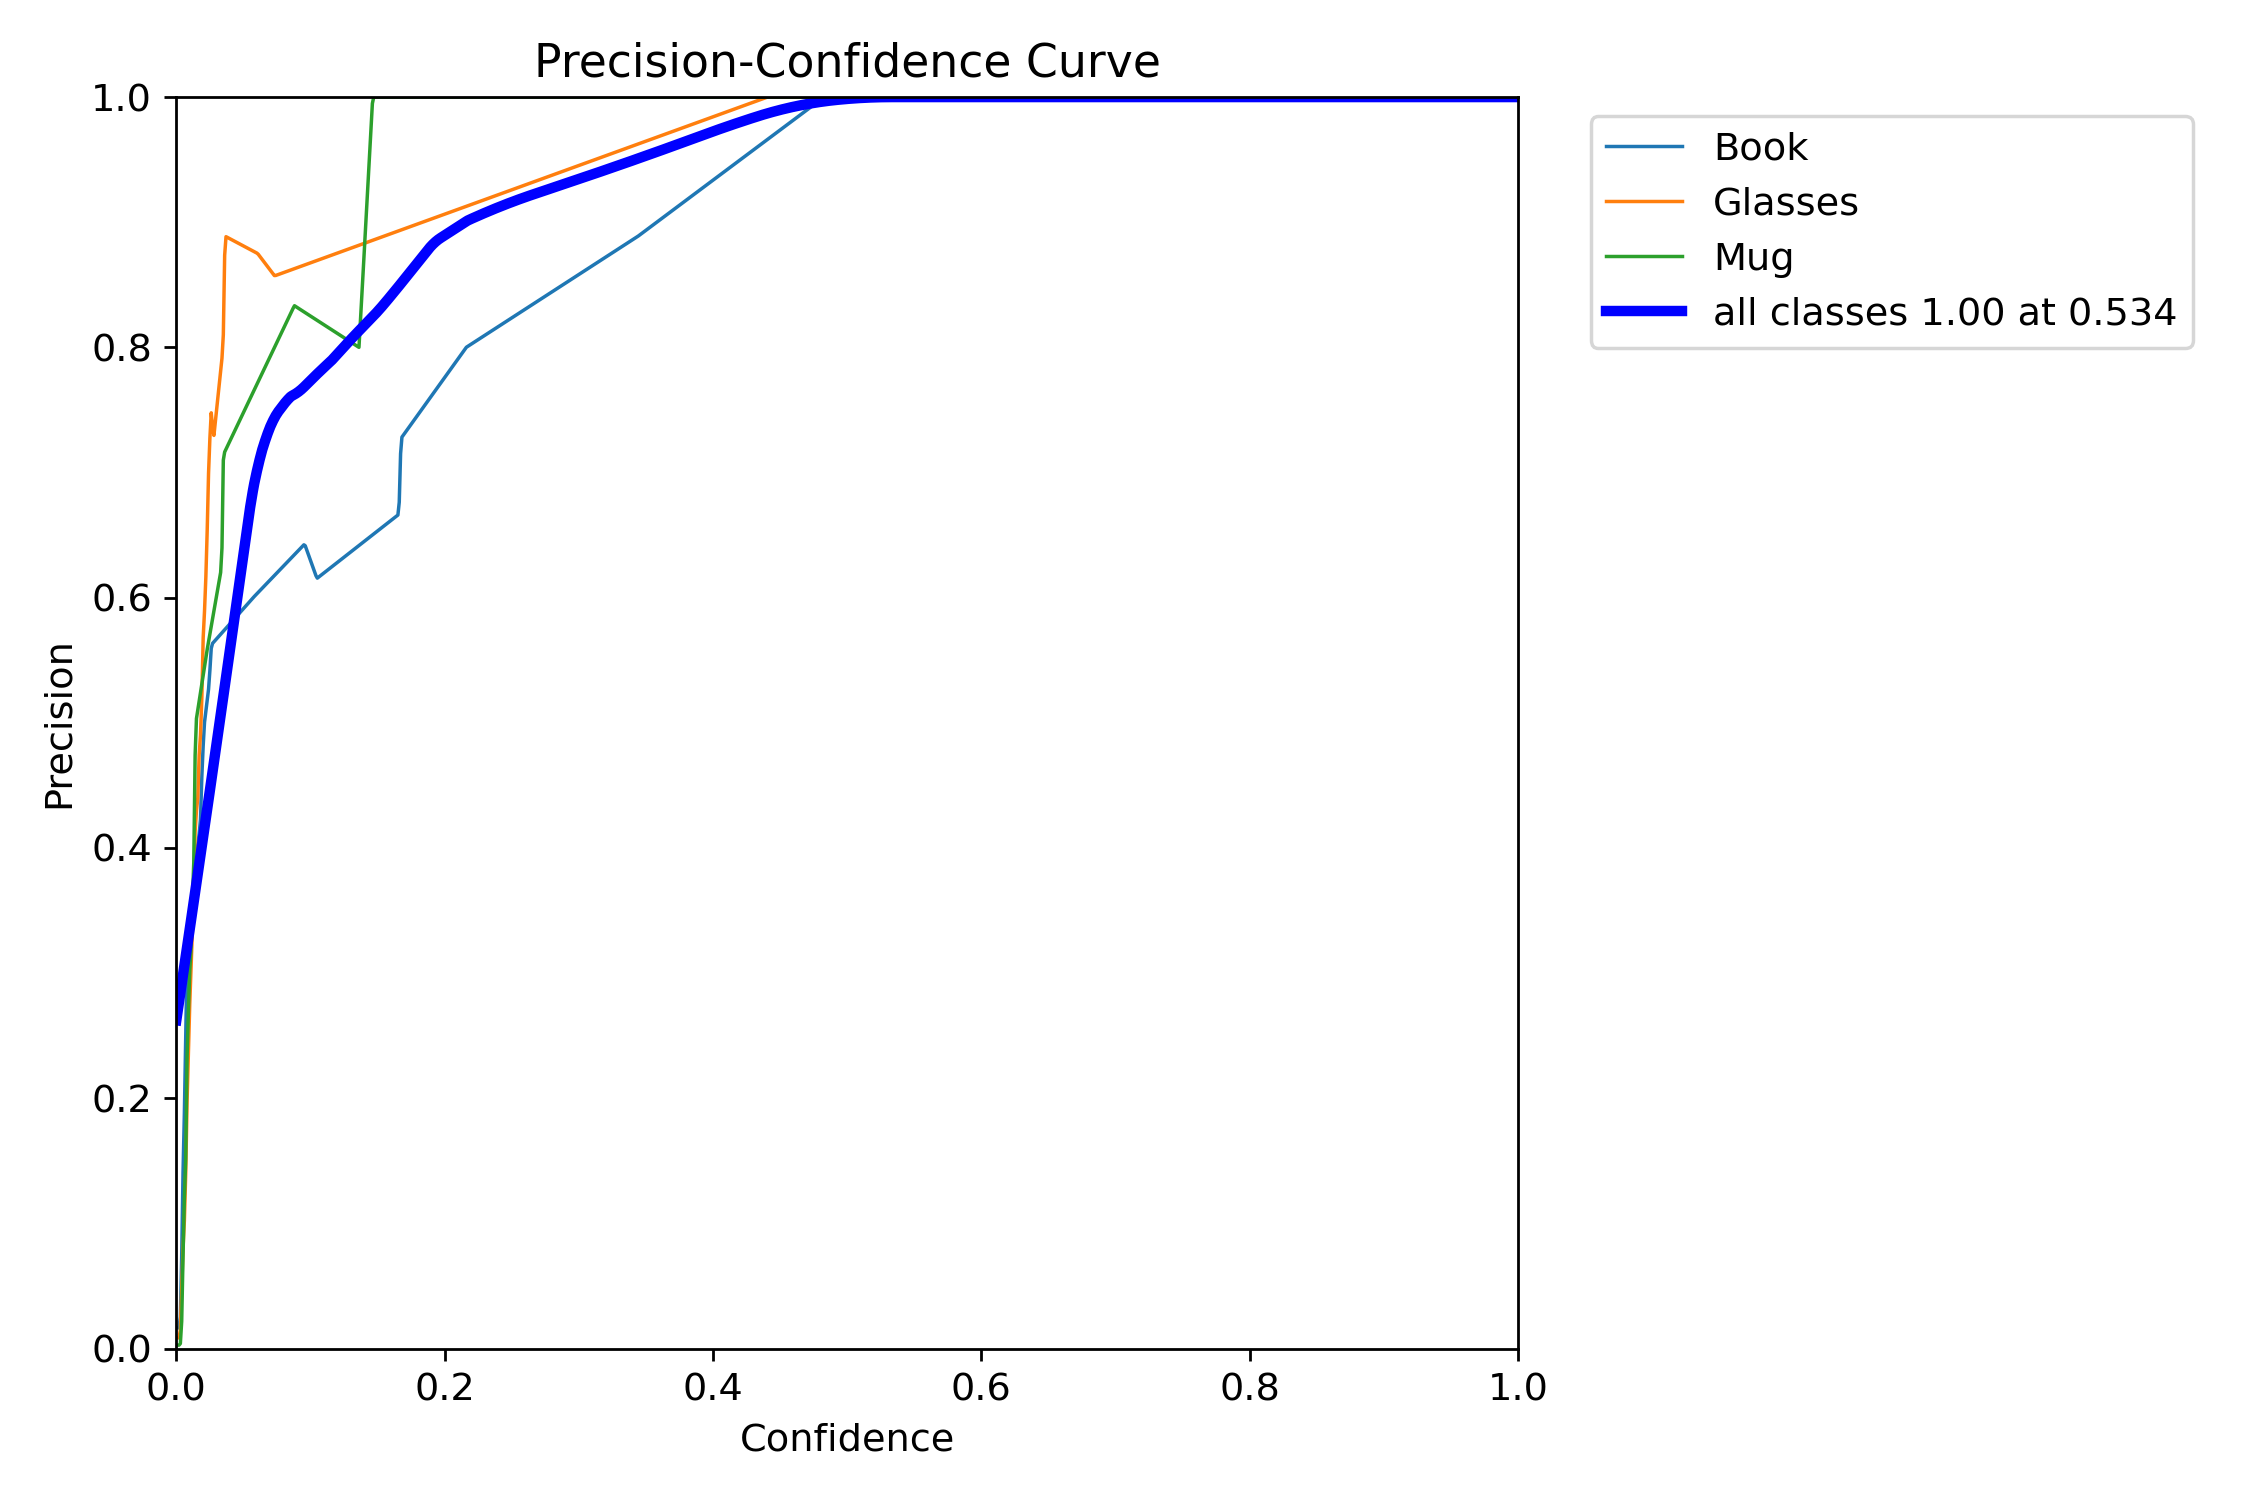 Precision-Confidence Curve
1.0
0.8
0.6
0.4
0.2
0.0
Precision
0.0 0.2 0.4 0.6 0.8 1.0
Confidence
Book
Glasses
Mug
all classes 1.00 at 0.534